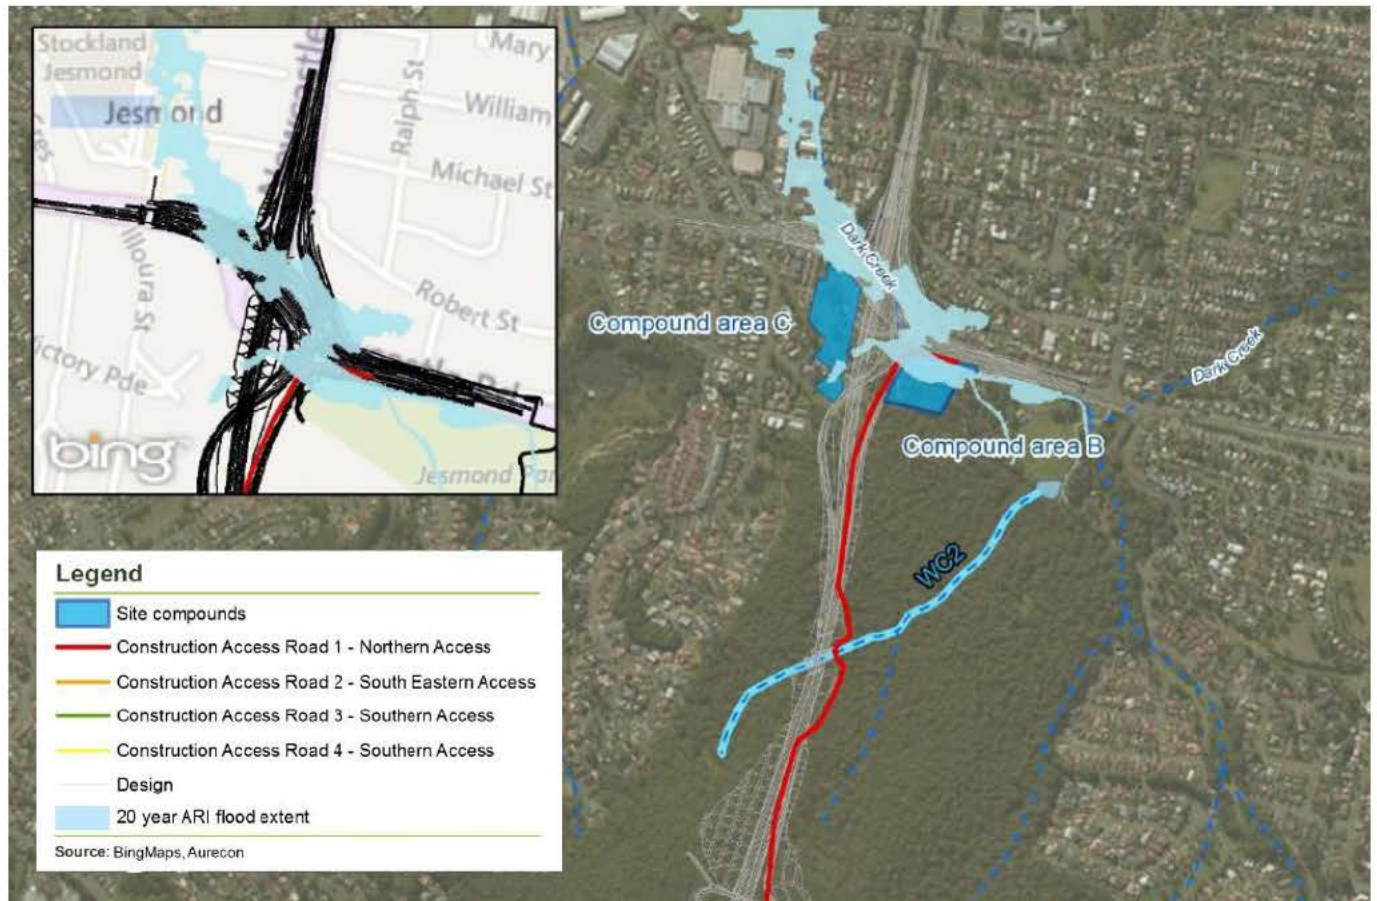 Stockland
Jesmond
Jesmond
Mary
William
Ralph St
Michael St
Robert St
Victory Pde
bing
Jesmond Par
Dark Creek
Compound area C
Dark Creek
Compound area B
WC2
Legend
Site compounds
Construction Access Road 1 - Northern Access
Construction Access Road 2 - South Eastern Access
Construction Access Road 3 - Southern Access
Construction Access Road 4 - Southern Access
Design
20 year ARI flood extent
Source: BingMaps, Aurecon